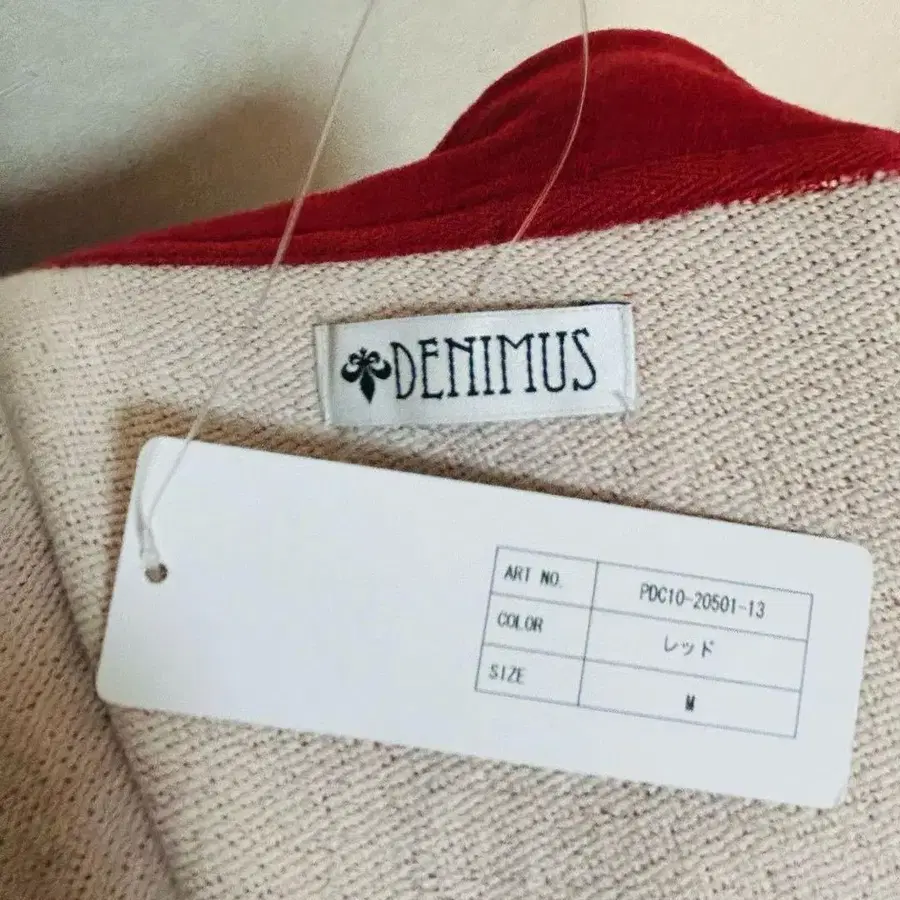 DENIMUS
ART NO. PDC10-20501-13
COLOR レッド
SIZE M